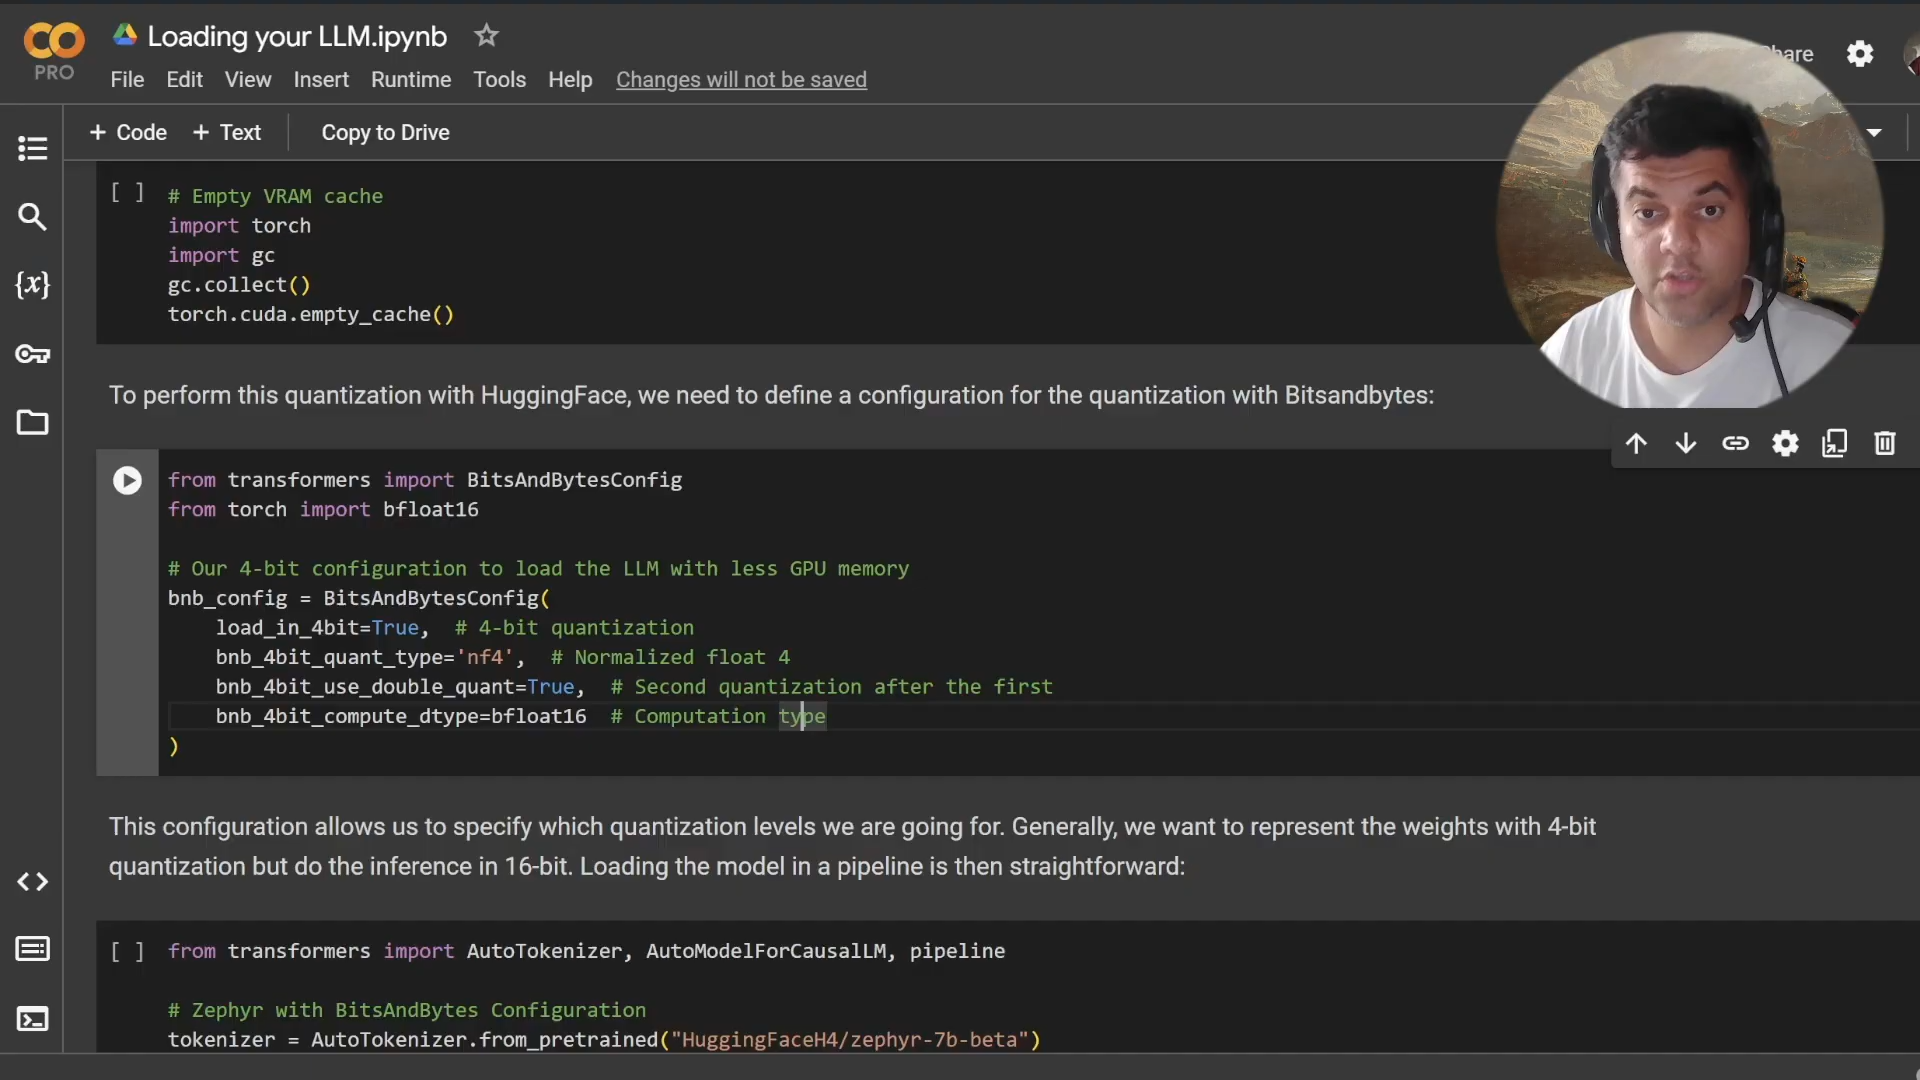 Loading your LLM.ipynb
PRO
File Edit View Insert Runtime Tools Help Changes will not be saved
+ Code + Text Copy to Drive
[ ] # Empty VRAM cache
import torch
import gc
gc.collect()
torch.cuda.empty_cache()
To perform this quantization with HuggingFace, we need to define a configuration for the quantization with Bitsandbytes:
from transformers import BitsAndBytesConfig
from torch import bfloat16
# Our 4-bit configuration to load the LLM with less GPU memory
bnb_config = BitsAndBytesConfig(
load_in_4bit=True,  # 4-bit quantization
bnb_4bit_quant_type='nf4',  # Normalized float 4
bnb_4bit_use_double_quant=True,  # Second quantization after the first
bnb_4bit_compute_dtype=bfloat16  # Computation type
)
This configuration allows us to specify which quantization levels we are going for. Generally, we want to represent the weights with 4-bit
quantization but do the inference in 16-bit. Loading the model in a pipeline is then straightforward:
[ ] from transformers import AutoTokenizer, AutoModelForCausalLM, pipeline
# Zephyr with BitsAndBytes Configuration
tokenizer = AutoTokenizer.from_pretrained("HuggingFaceH4/zephyr-7b-beta")